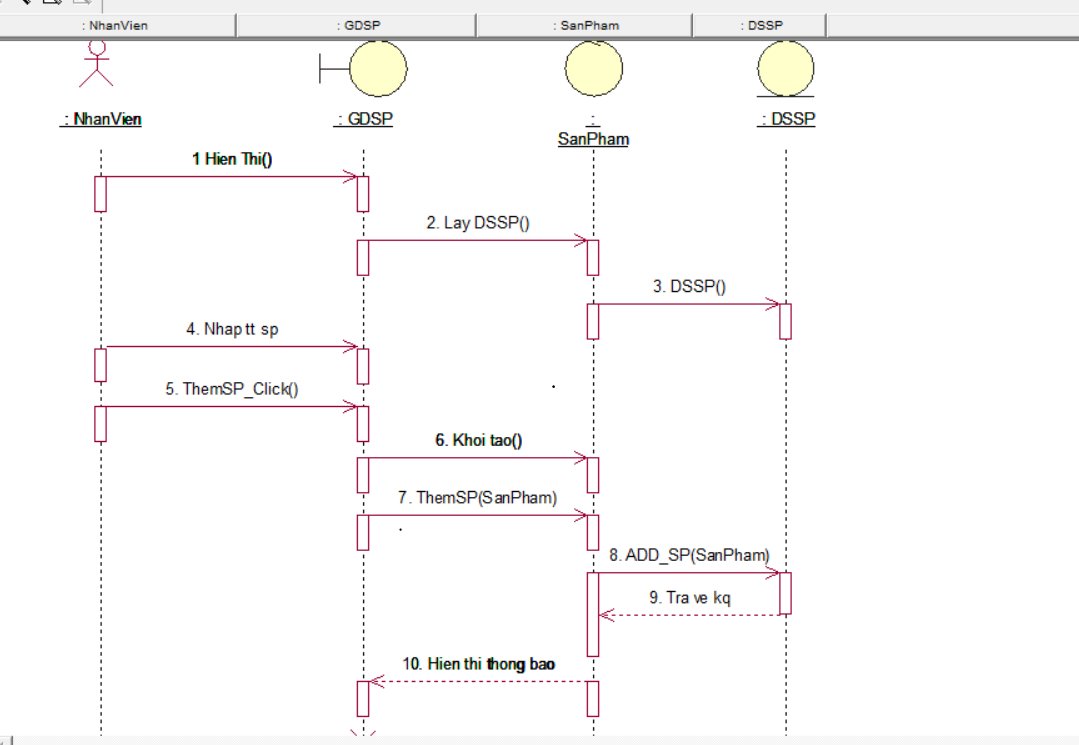 : NhanVien
: GDSP
: SanPham
: DSSP
: NhanVien
: GDSP
:
SanPham
: DSSP
1 Hien Thi()
2. Lay DSSP()
3. DSSP()
4. Nhap tt sp
5. ThemSP_Click()
6. Khoi tao()
7. ThemSP(SanPham)
8. ADD_SP(SanPham)
9. Tra ve kq
10. Hien thi thong bao